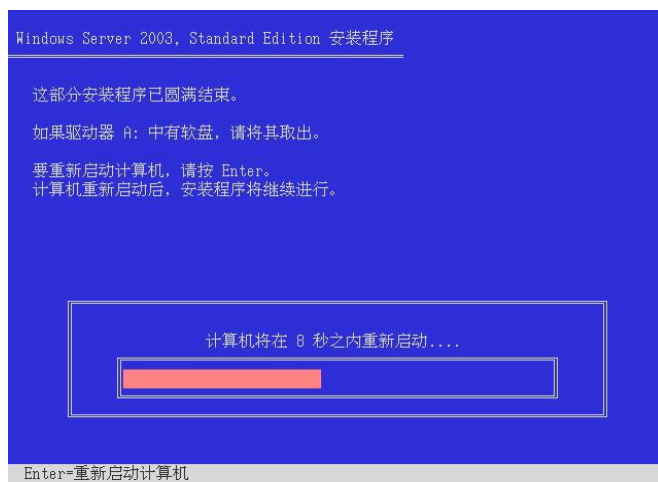 Windows Server 2003, Standard Edition 安装程序
这部分安装程序已圆满结束。
如果驱动器 A: 中有软盘，请将其取出。
要重新启动计算机，请按 Enter。
计算机重新启动后，安装程序将继续进行。
计算机将在 8 秒之内重新启动....
Enter=重新启动计算机